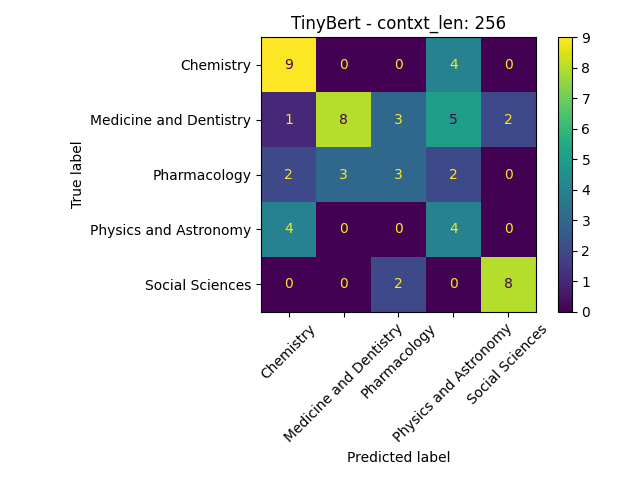 TinyBert - contxt_len: 256
True label
Chemistry 9 0 0 4 0
Medicine and Dentistry 1 8 3 5 2
Pharmacology 2 3 3 2 0
Physics and Astronomy 4 0 0 4 0
Social Sciences 0 0 2 0 8
Chemistry
Medicine and Dentistry
Pharmacology
Physics and Astronomy
Social Sciences
Predicted label
9
8
7
6
5
4
3
2
1
0